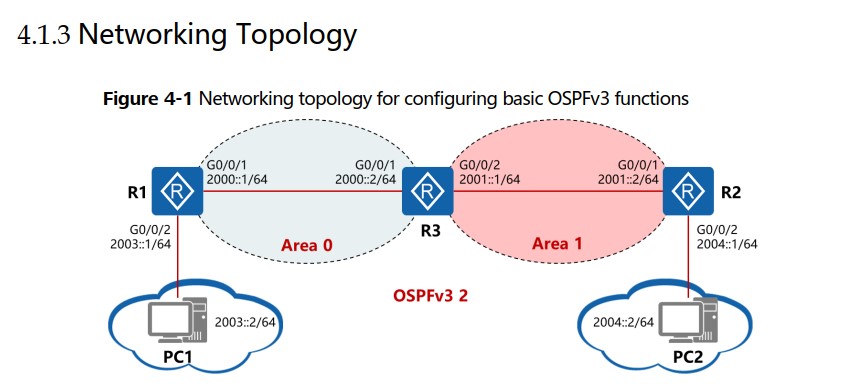 4.1.3 Networking Topology
Figure 4-1 Networking topology for configuring basic OSPFv3 functions
G0/0/1
2000::1/64
G0/0/1
2000::2/64
G0/0/2
2001::1/64
G0/0/1
2001::2/64
R1
R
R
R
R2
R3
G0/0/2
2003::1/64
Area 0
Area 1
G0/0/2
2004::1/64
OSPFv3 2
2003::2/64
PC1
2004::2/64
PC2